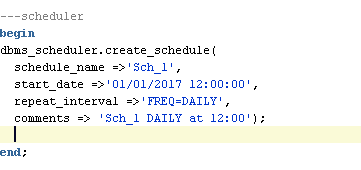 ---scheduler
begin
dbms_scheduler.create_schedule(
schedule_name =>'Sch_1',
start_date =>'01/01/2017 12:00:00',
repeat_interval =>'FREQ=DAILY',
comments => 'Sch_1 DAILY at 12:00');
end;